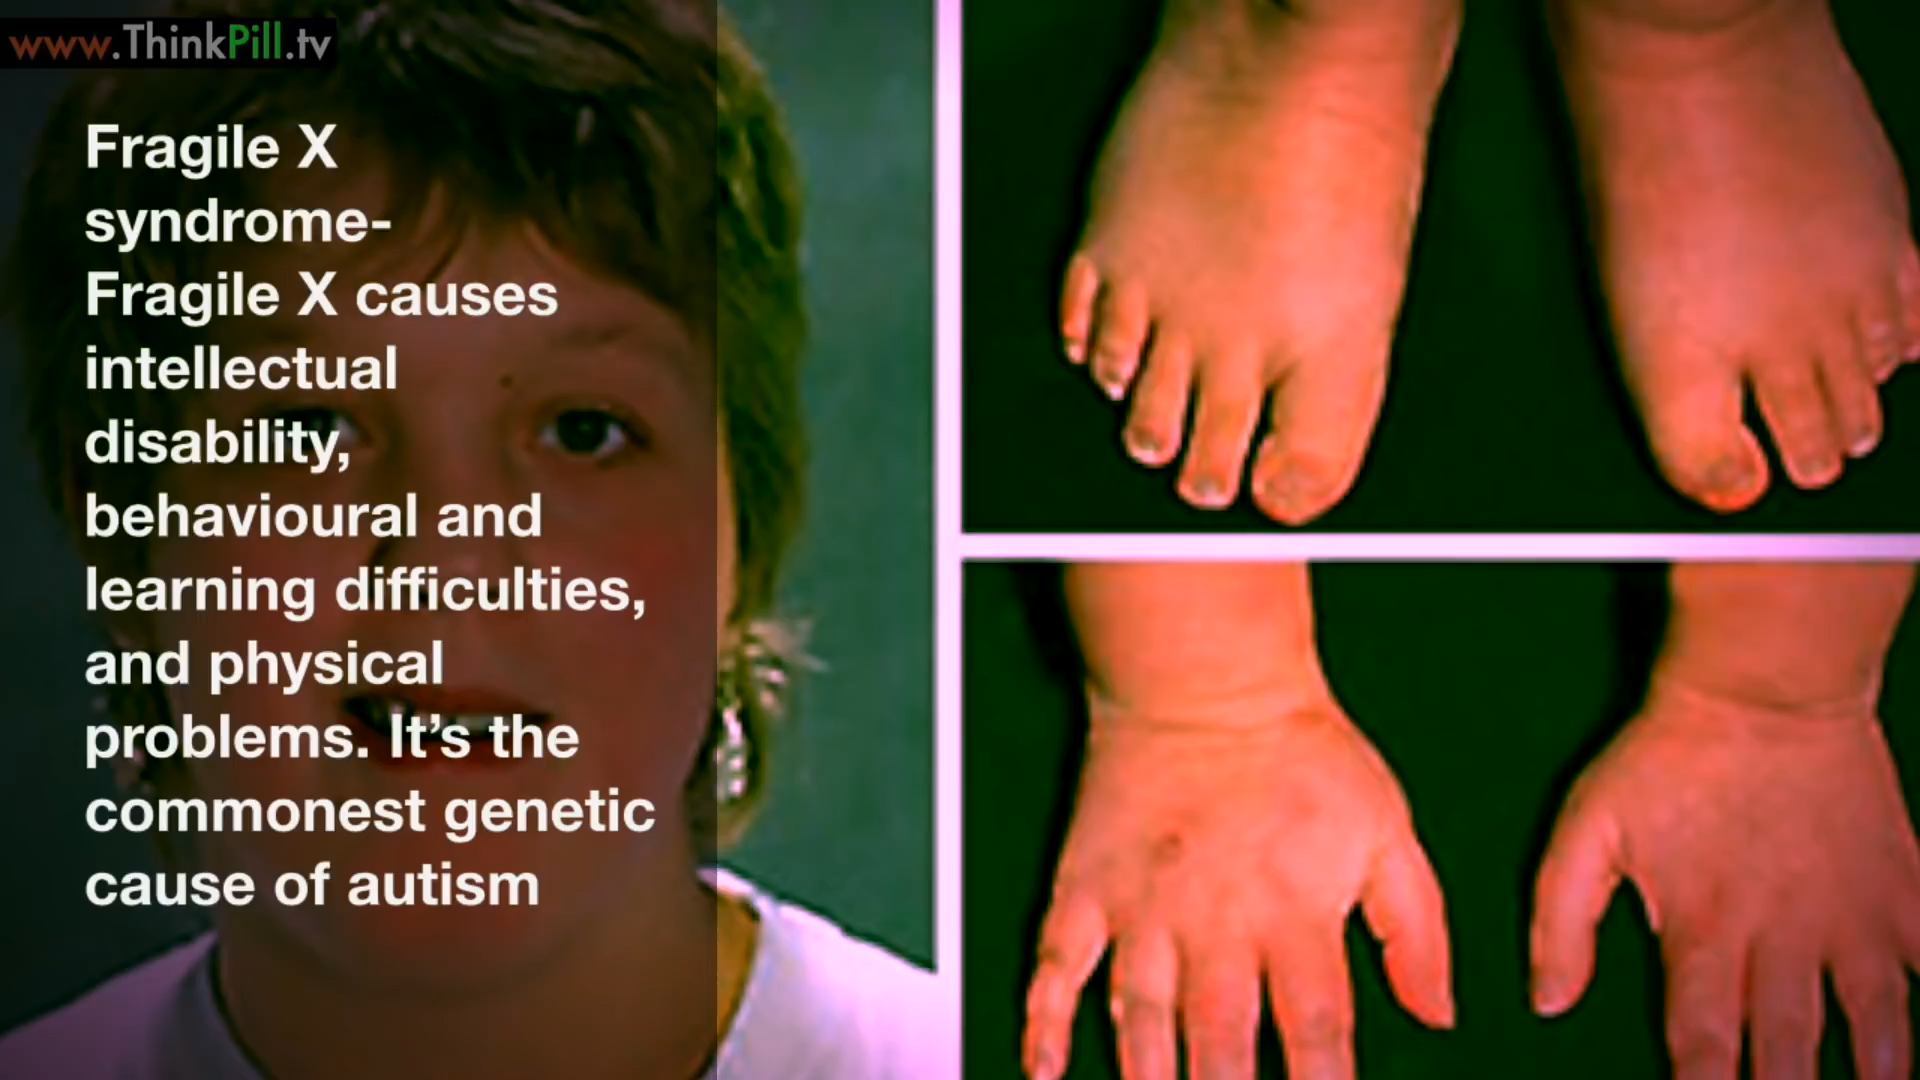 www.ThinkPill.tv
Fragile X
syndrome-
Fragile X causes
intellectual
disability,
behavioural and
learning difficulties,
and physical
problems. It’s the
commonest genetic
cause of autism